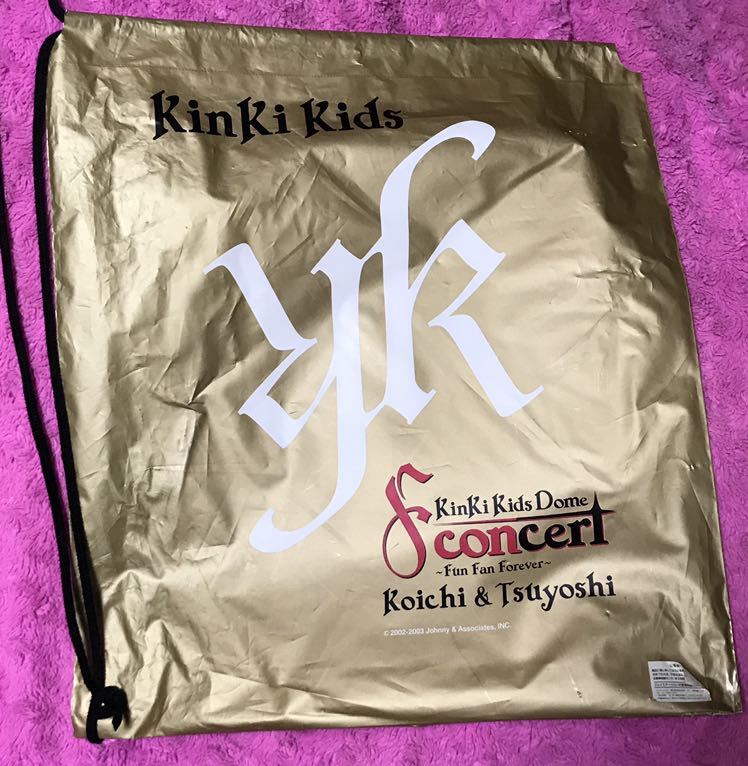 KinKi Kids
KK
KinKi Kids Dome
F concert
~Fun Fan Forever~
Koichi & Tsuyoshi
© 2002-2003 Johnny & Associates, INC.